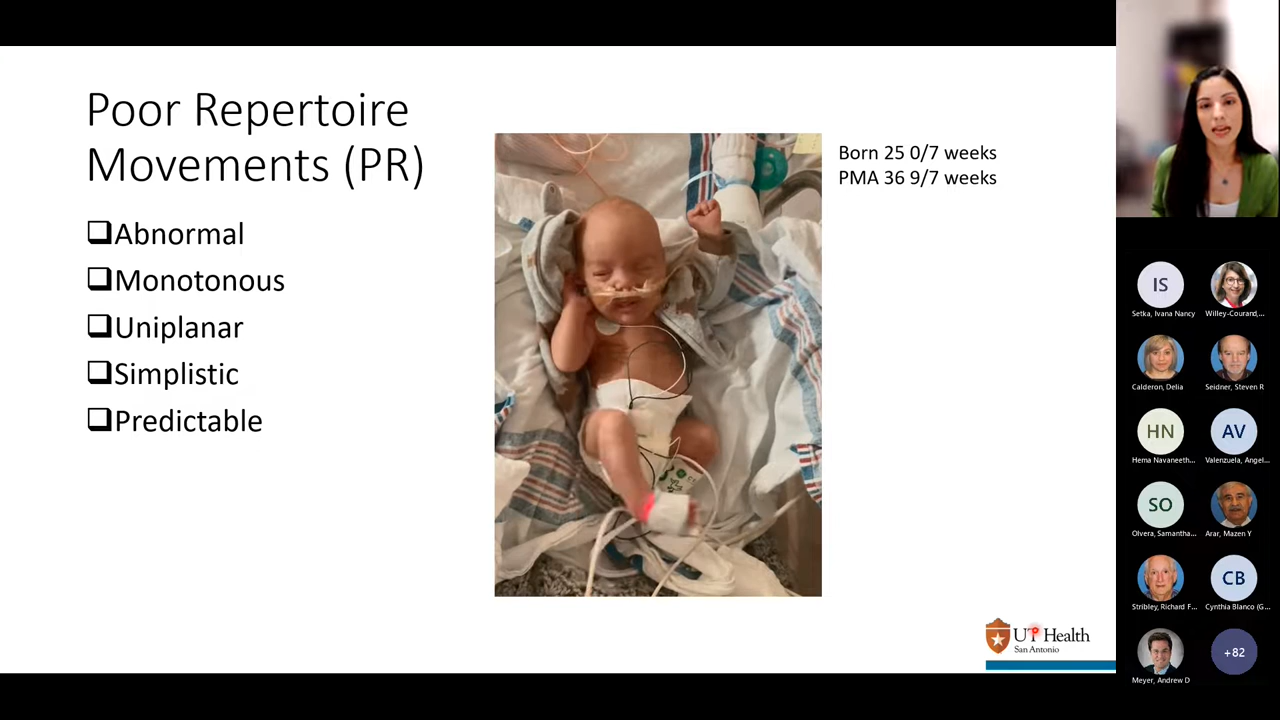 Poor Repertoire
Movements (PR)
❑Abnormal
❑Monotonous
❑Uniplanar
❑Simplistic
❑Predictable
Born 25 0/7 weeks
PMA 36 9/7 weeks
UT Health
San Antonio
IS
Setka, Ivana Nancy
Willey-Courand,...
Calderon, Delia
Seidner, Steven R
HN
AV
Hema Navaneeth...
Valenzuela, Angel...
SO
Olvera, Samantha...
Arar, Mazen Y
CB
Stribley, Richard F...
Cynthia Blanco (G...
+82
Meyer, Andrew D